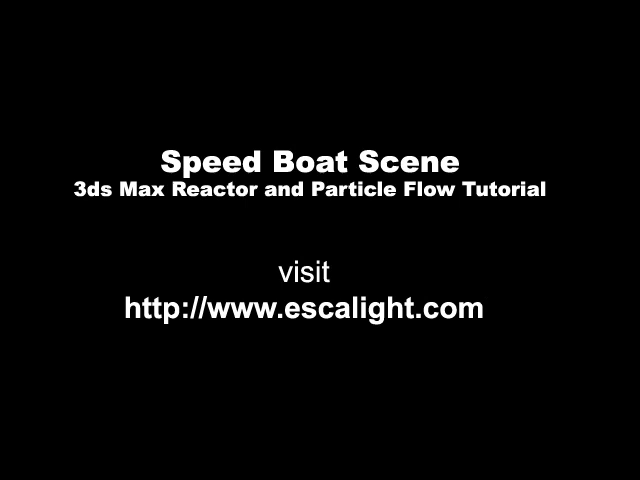 Speed Boat Scene
3ds Max Reactor and Particle Flow Tutorial
visit
http://www.escalight.com